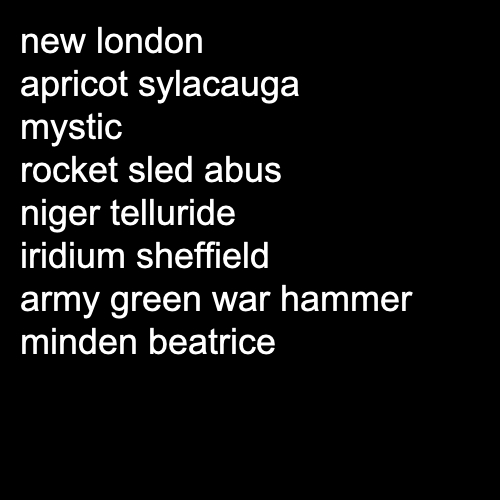 new london
apricot sylacauga
mystic
rocket sled abus
niger telluride
iridium sheffield
army green war hammer
minden beatrice